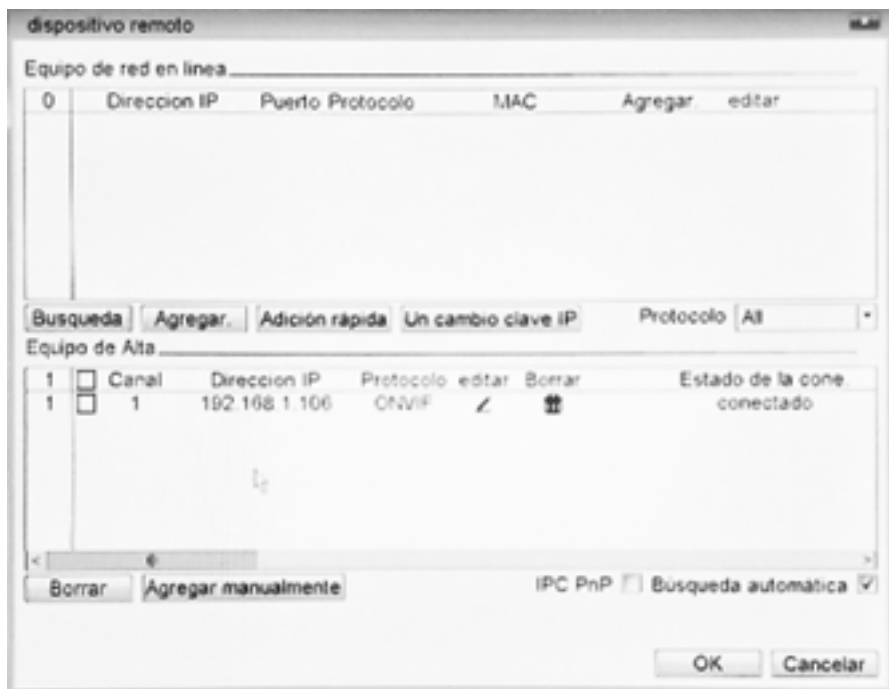 dispositivo remoto
Equipo de red en linea
0 Direccion IP Puerto Protocolo MAC Agregar. editar
Busqueda Agregar. Adición rápida Un cambio clave IP Protocolo All
Equipo de Alta
1 Canal Direccion IP Protocolo editar Borrar Estado de la cone.
1 1 192.168.1.106 ONVIF conectado
Borrar Agregar manualmente IPC PnP Búsqueda automática
OK Cancelar